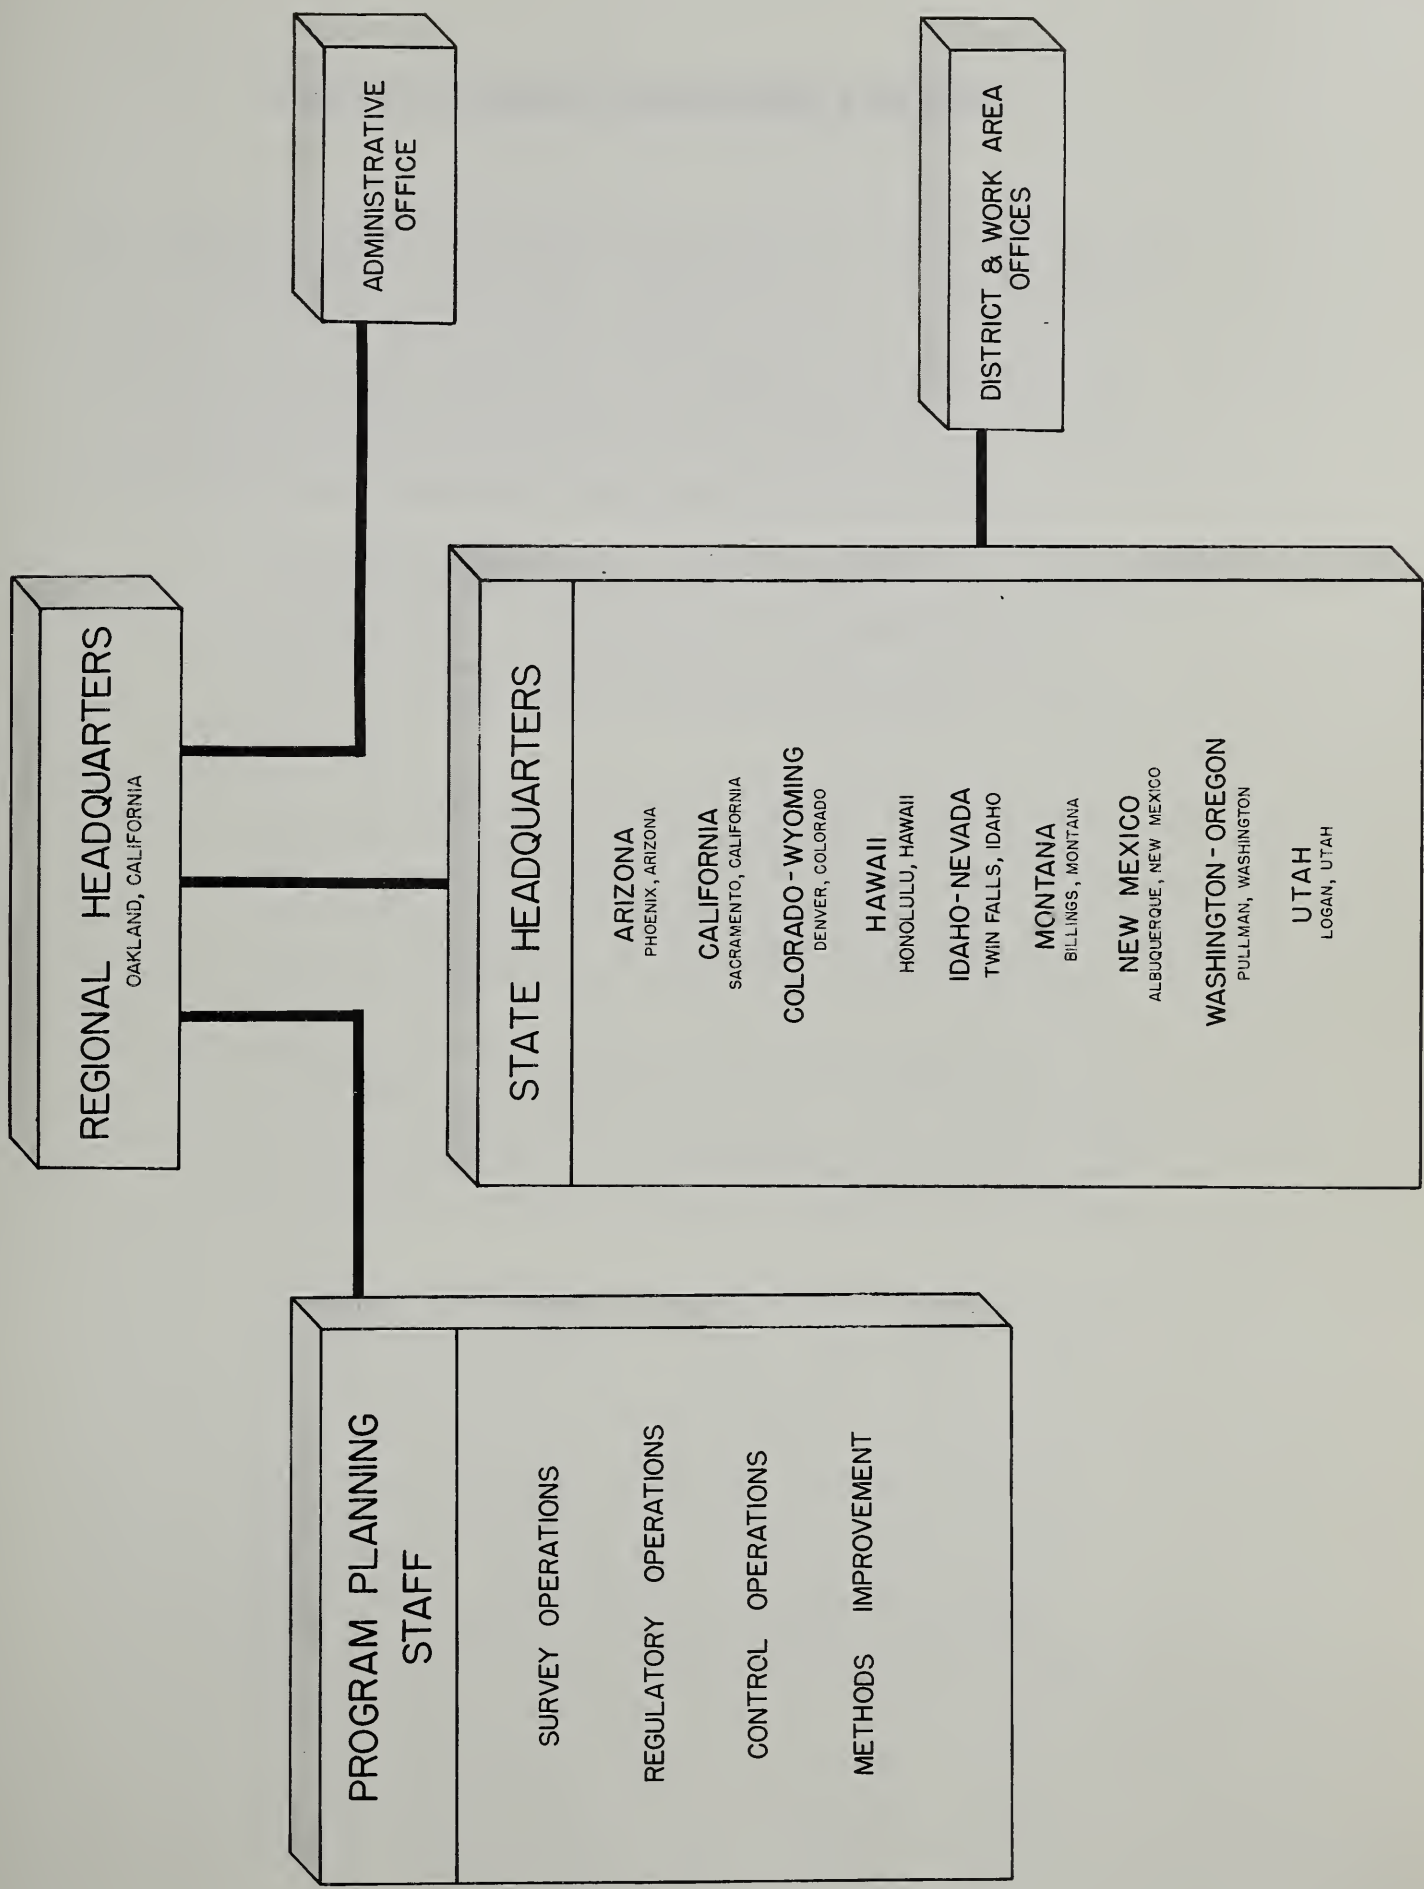 REGIONAL HEADQUARTERS
OAKLAND, CALIFORNIA
ADMINISTRATIVE
OFFICE
PROGRAM PLANNING
STAFF
SURVEY OPERATIONS
REGULATORY OPERATIONS
CONTROL OPERATIONS
METHODS IMPROVEMENT
STATE HEADQUARTERS
ARIZONA
PHOENIX, ARIZONA
CALIFORNIA
SACRAMENTO, CALIFORNIA
COLORADO-WYOMING
DENVER, COLORADO
HAWAII
HONOLULU, HAWAII
IDAHO-NEVADA
TWIN FALLS, IDAHO
MONTANA
BILLINGS, MONTANA
NEW MEXICO
ALBUQUERQUE, NEW MEXICO
WASHINGTON-OREGON
PULLMAN, WASHINGTON
UTAH
LOGAN, UTAH
DISTRICT & WORK AREA
OFFICES